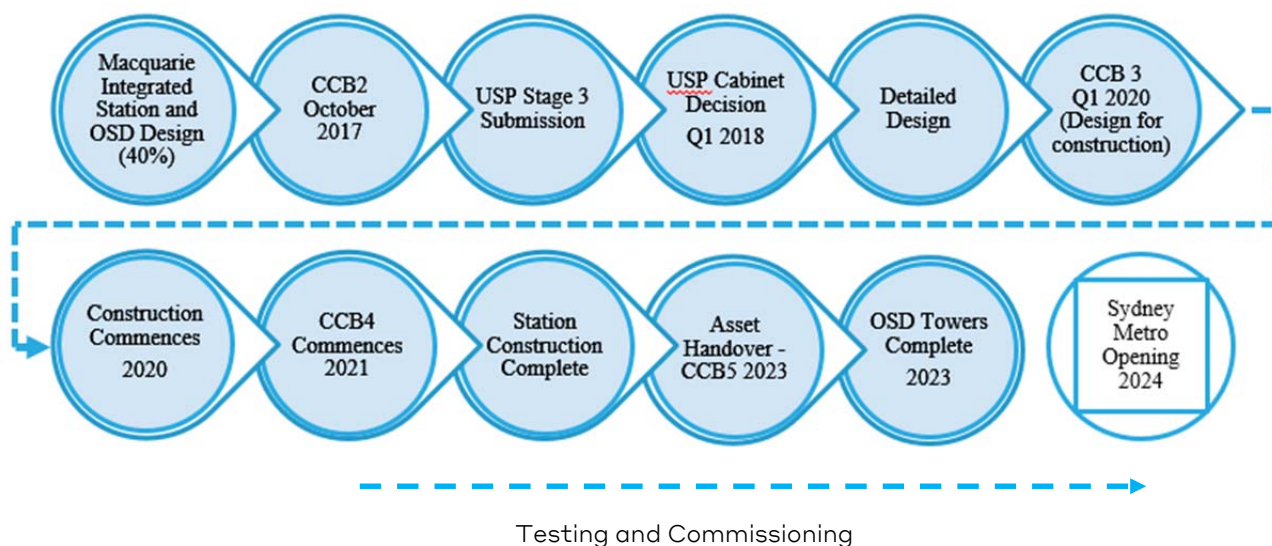 Macquarie
Integrated
Station and
OSD Design
(40%)
CCB2
October
2017
USP Stage 3
Submission
USP Cabinet
Decision
Q1 2018
Detailed
Design
CCB 3
Q1 2020
(Design for
construction)
Construction
Commences
2020
CCB4
Commences
2021
Station
Construction
Complete
Asset
Handover -
CCB5 2023
OSD Towers
Complete
2023
Sydney
Metro
Opening
2024
Testing and Commissioning